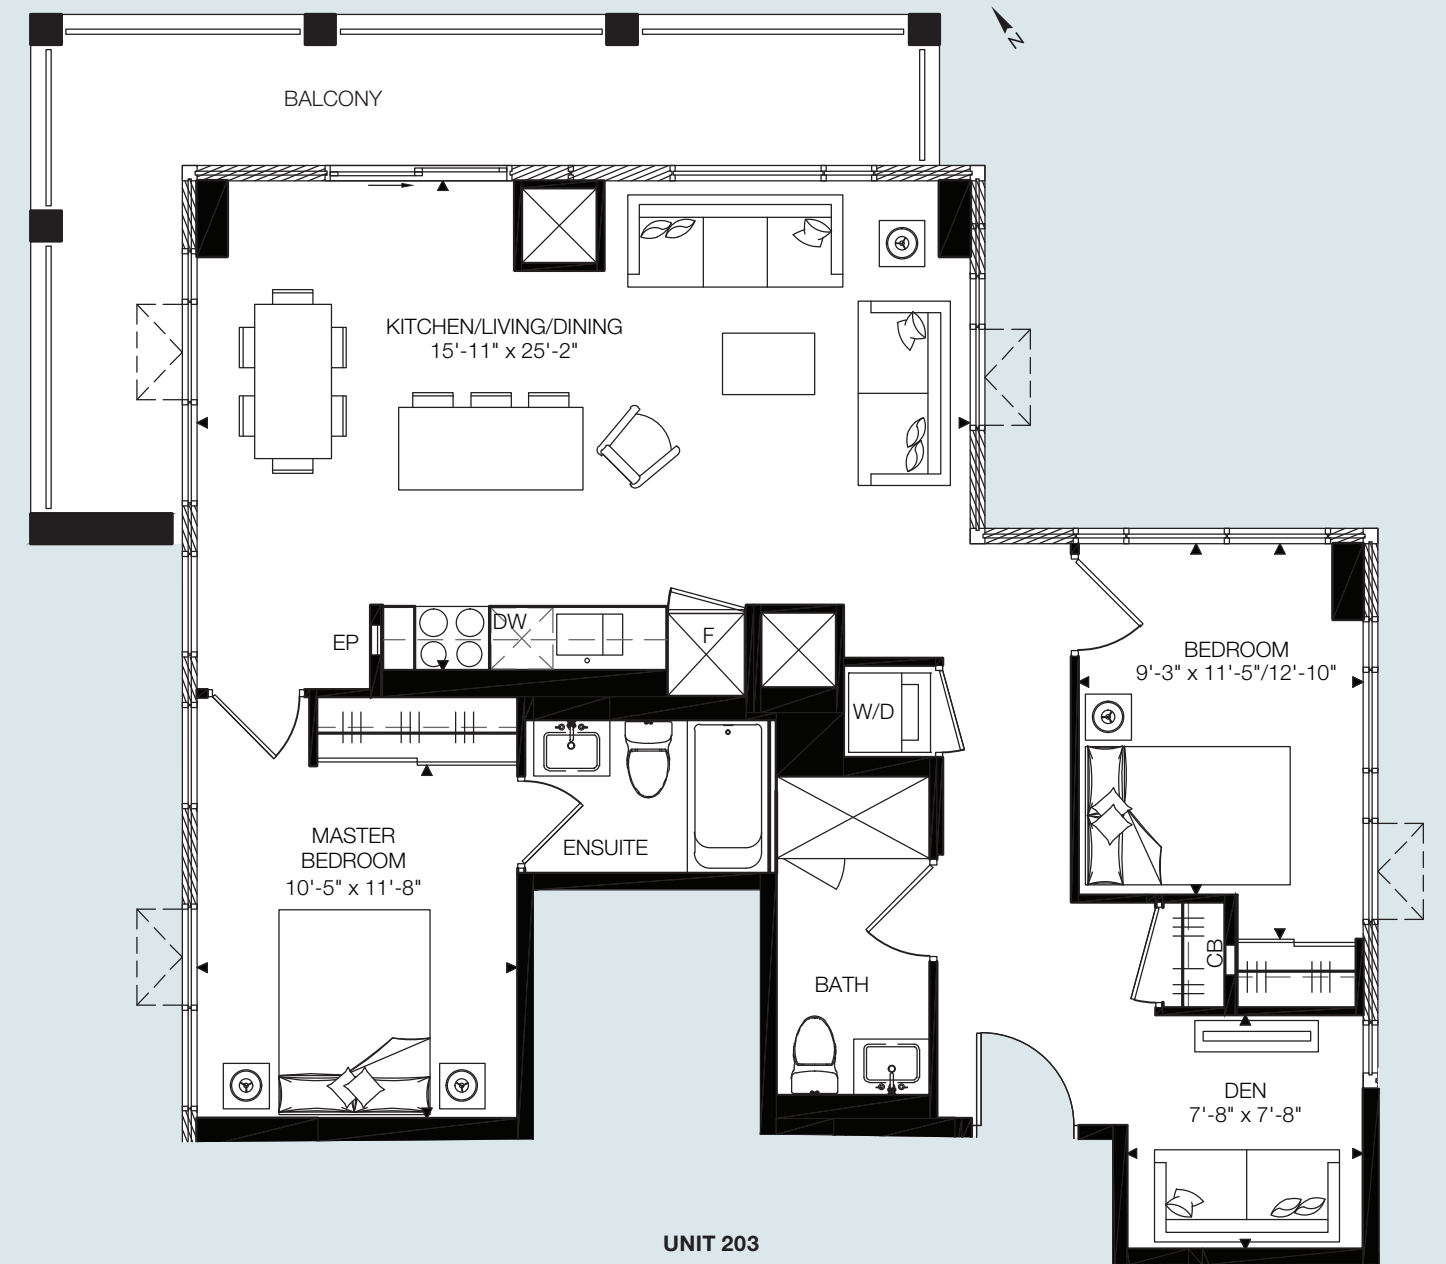 N
BALCONY
KITCHEN/LIVING/DINING
15'-11" x 25'-2"
EP
DW
F
W/D
BEDROOM
9'-3" x 11'-5"/12'-10"
MASTER
BEDROOM
10'-5" x 11'-8"
ENSUITE
BATH
CB
DEN
7'-8" x 7'-8"
UNIT 203